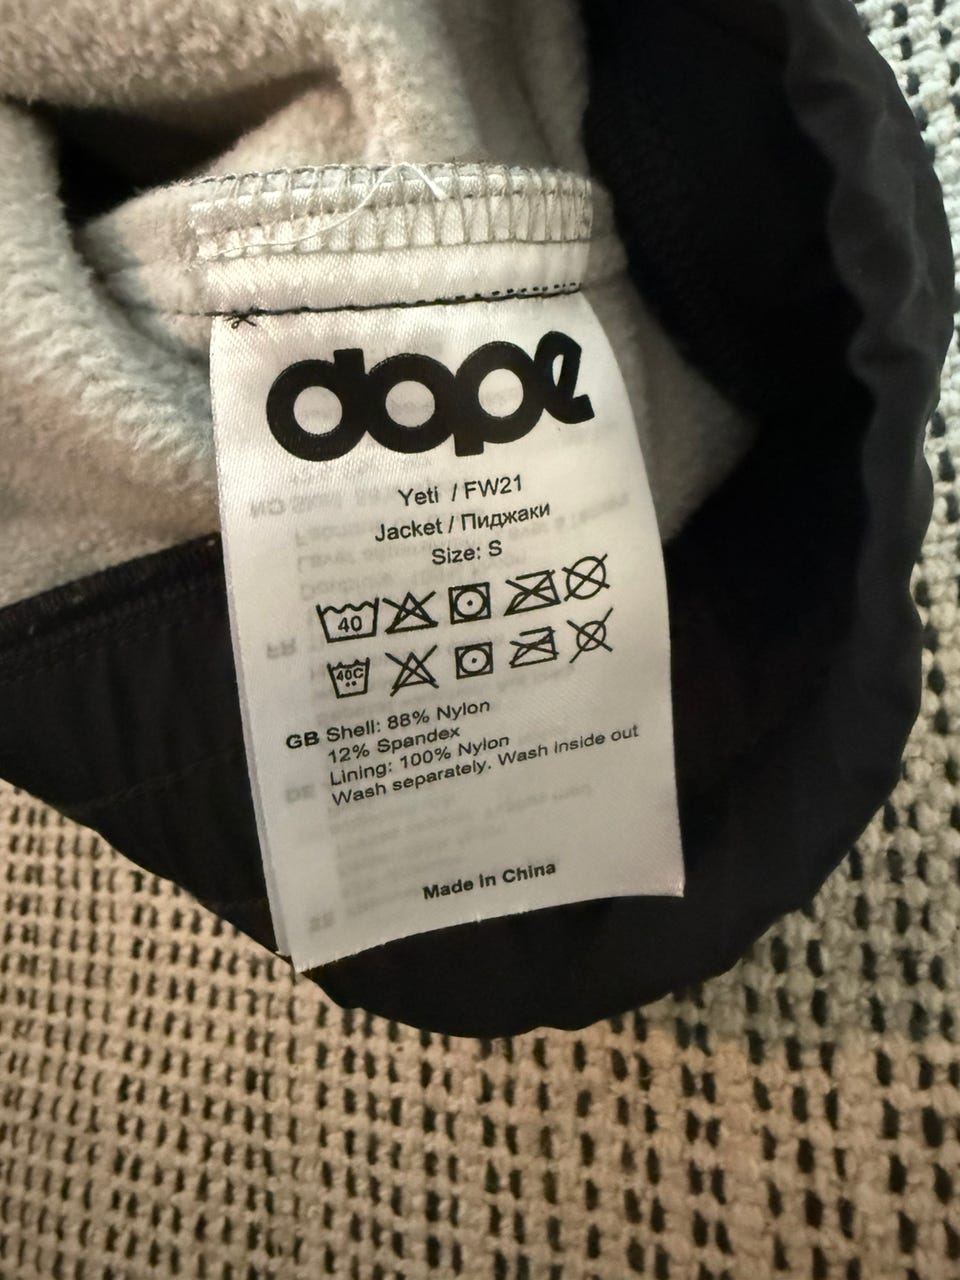 dope
Yeti / FW21
Jacket / Пиджаки
Size: S
40
40C
GB Shell: 88% Nylon
12% Spandex
Lining: 100% Nylon
Wash separately. Wash inside out
Made in China